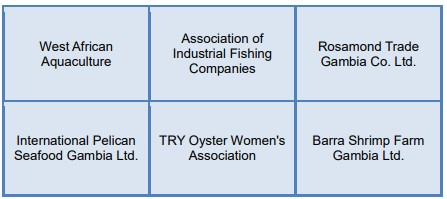 West African
Aquaculture
Association of
Industrial Fishing
Companies
Rosamond Trade
Gambia Co. Ltd.
International Pelican
Seafood Gambia Ltd.
TRY Oyster Women's
Association
Barra Shrimp Farm
Gambia Ltd.